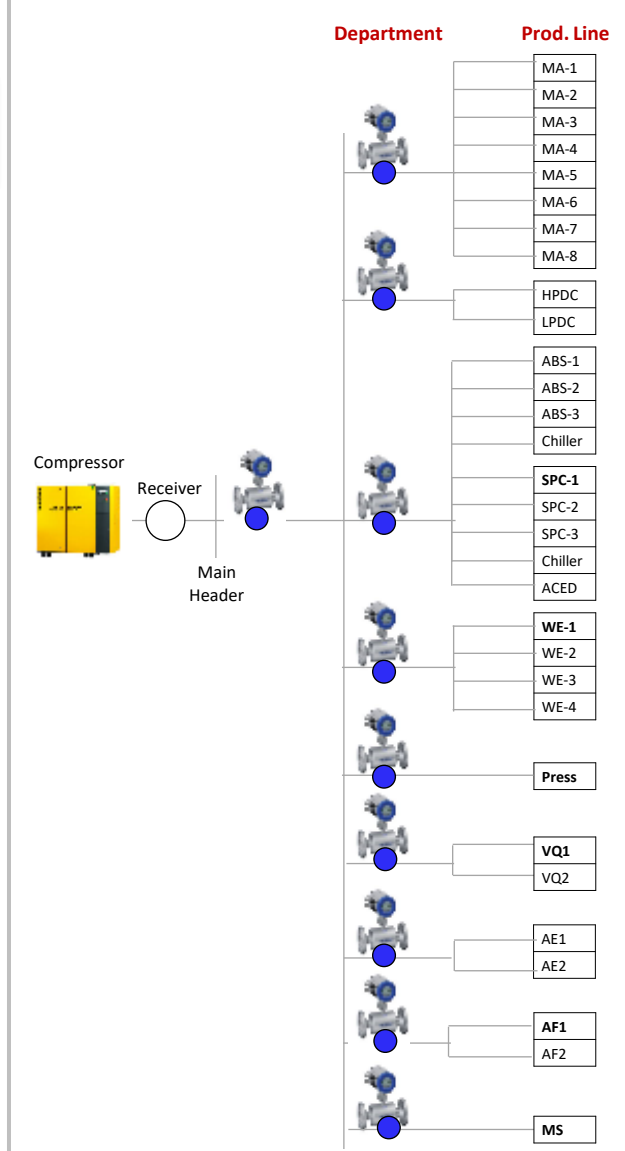 Department Prod. Line
MA-1
MA-2
MA-3
MA-4
MA-5
MA-6
MA-7
MA-8
HPDC
LPDC
ABS-1
ABS-2
ABS-3
Chiller
Compressor
Receiver
Main
Header
SPC-1
SPC-2
SPC-3
Chiller
ACED
WE-1
WE-2
WE-3
WE-4
Press
VQ1
VQ2
AE1
AE2
AF1
AF2
MS